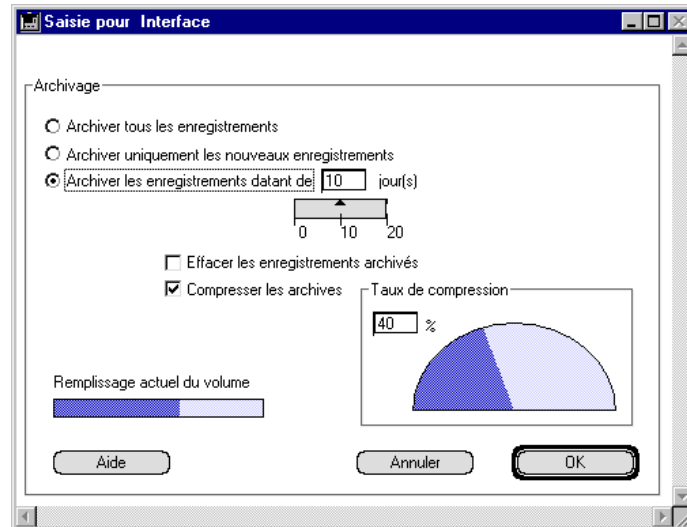 Saisie pour Interface
Archivage
Archiver tous les enregistrements
Archiver uniquement les nouveaux enregistrements
Archiver les enregistrements datant de 10 jour(s)
0 10 20
Effacer les enregistrements archivés
Compresser les archives
Taux de compression
40 %
Remplissage actuel du volume
Aide Annuler OK